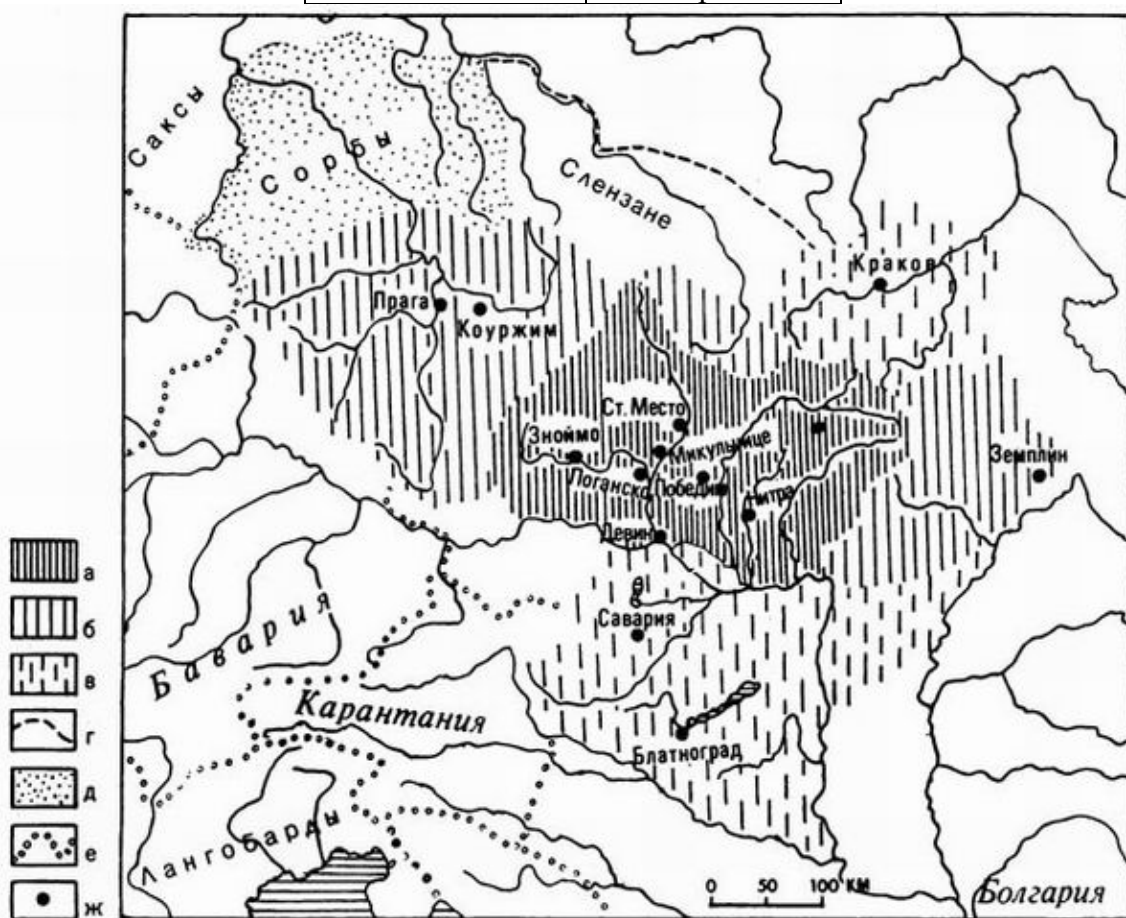 Саксы
Сорбы
Слензане
Краков
Прага
Коуржим
Ст. Место
Зноймо
Микульчице
Земплин
Поганско
Победим
Нитра
Девин
Савария
Бавария
Карантания
Блатноград
Лангобарды
0 50 100 км
Болгария
а
б
в
г
д
е
ж